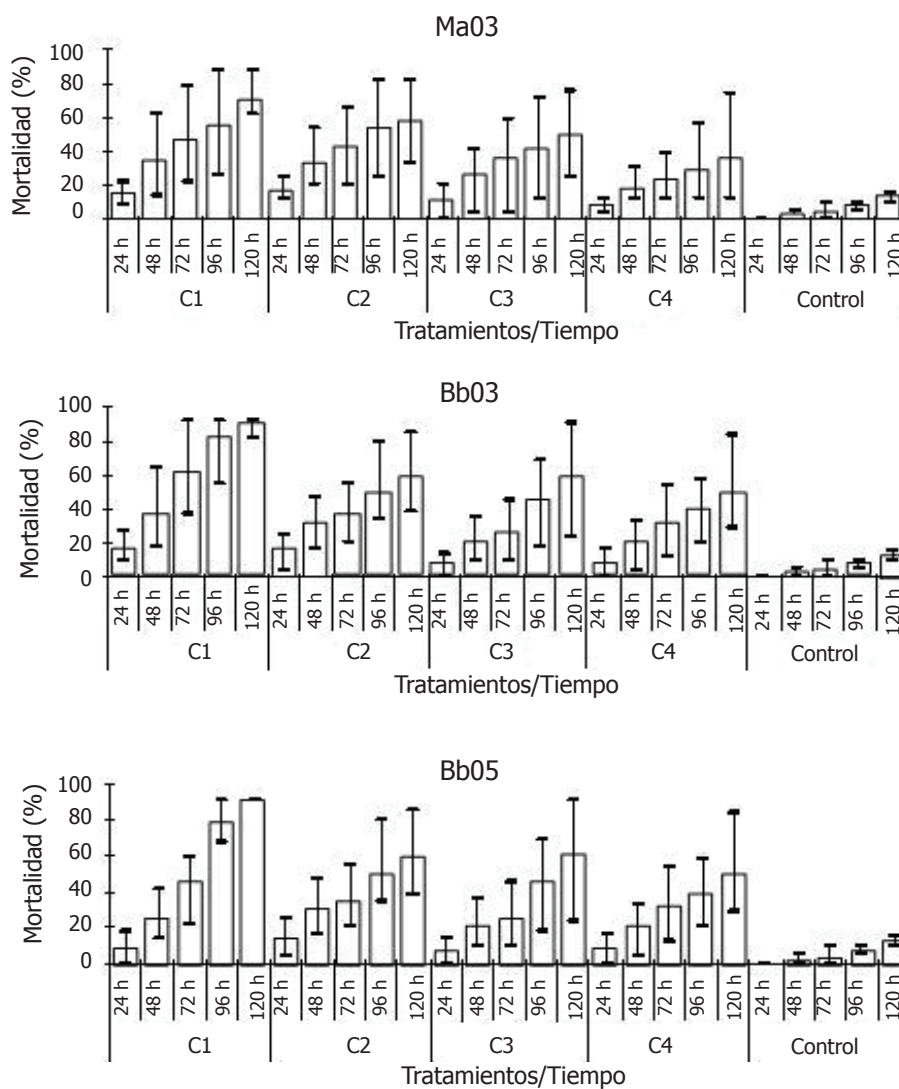 Ma03
Mortalidad (%)
100
80
60
40
20
0
24 h 48 h 72 h 96 h 120 h 24 h 48 h 72 h 96 h 120 h 24 h 48 h 72 h 96 h 120 h 24 h 48 h 72 h 96 h 120 h 24 h 48 h 72 h 96 h 120 h
C1 C2 C3 C4 Control
Tratamientos/Tiempo
Bb03
Mortalidad (%)
100
80
60
40
20
0
24 h 48 h 72 h 96 h 120 h 24 h 48 h 72 h 96 h 120 h 24 h 48 h 72 h 96 h 120 h 24 h 48 h 72 h 96 h 120 h 24 h 48 h 72 h 96 h 120 h
C1 C2 C3 C4 Control
Tratamientos/Tiempo
Bb05
Mortalidad (%)
100
80
60
40
20
0
24 h 48 h 72 h 96 h 120 h 24 h 48 h 72 h 96 h 120 h 24 h 48 h 72 h 96 h 120 h 24 h 48 h 72 h 96 h 120 h 24 h 48 h 72 h 96 h 120 h
C1 C2 C3 C4 Control
Tratamientos/Tiempo